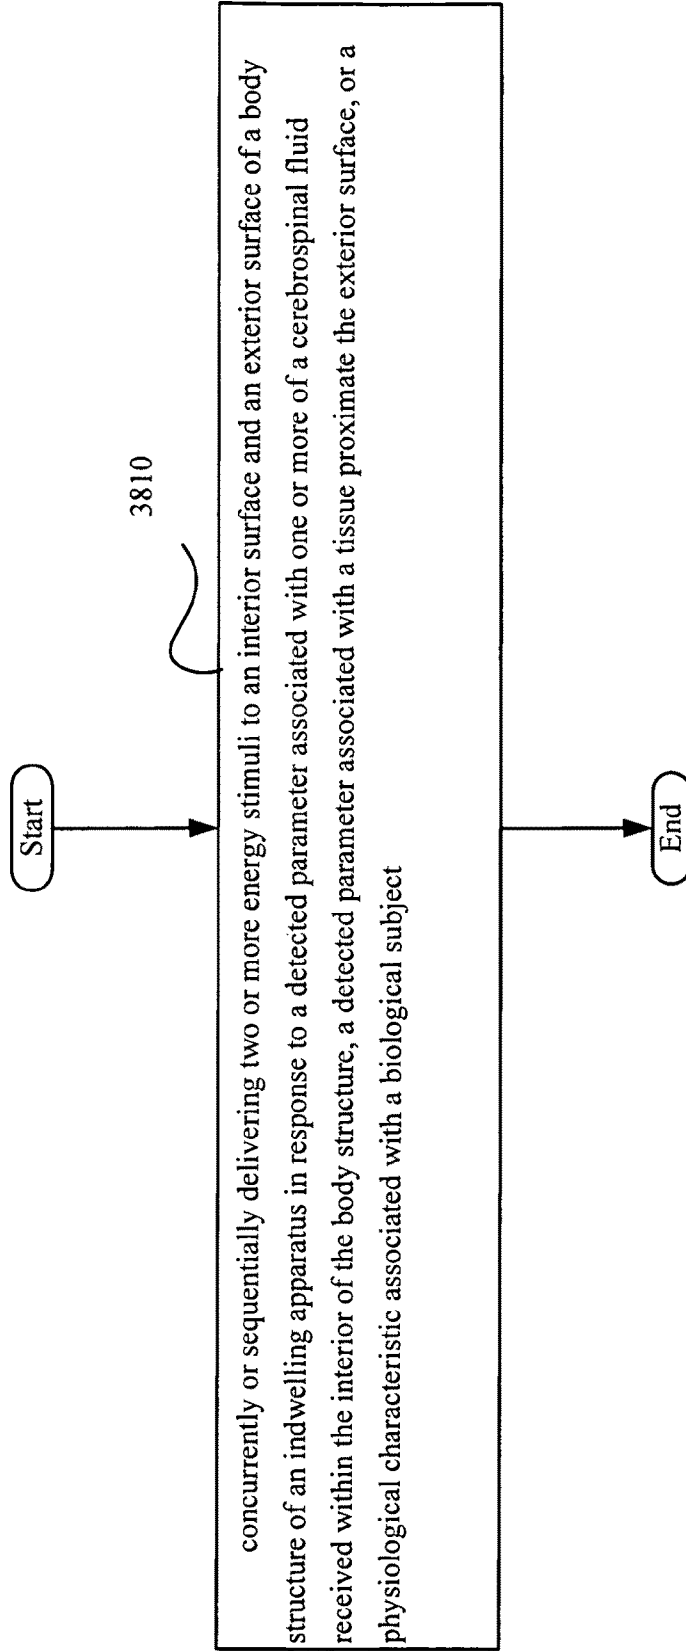 Start
3810
concurrently or sequentially delivering two or more energy stimuli to an interior surface and an exterior surface of a body
structure of an indwelling apparatus in response to a detected parameter associated with one or more of a cerebrospinal fluid
received within the interior of the body structure, a detected parameter associated with a tissue proximate the exterior surface, or a
physiological characteristic associated with a biological subject
End